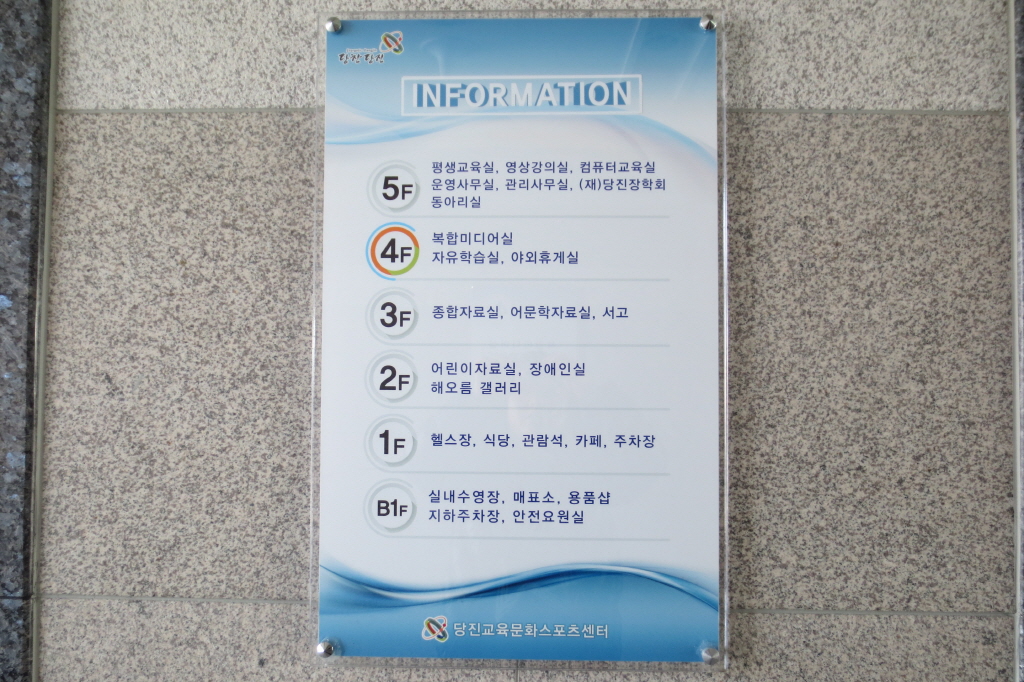 당찬당진
INFORMATION
5F
평생교육실, 영상강의실, 컴퓨터교육실
운영사무실, 관리사무실, (재)당진장학회
동아리실
4F
복합미디어실
자유학습실, 야외휴게실
3F
종합자료실, 어문학자료실, 서고
2F
어린이자료실, 장애인실
해오름 갤러리
1F
헬스장, 식당, 관람석, 카페, 주차장
B1F
실내수영장, 매표소, 용품샵
지하주차장, 안전요원실
당진교육문화스포츠센터